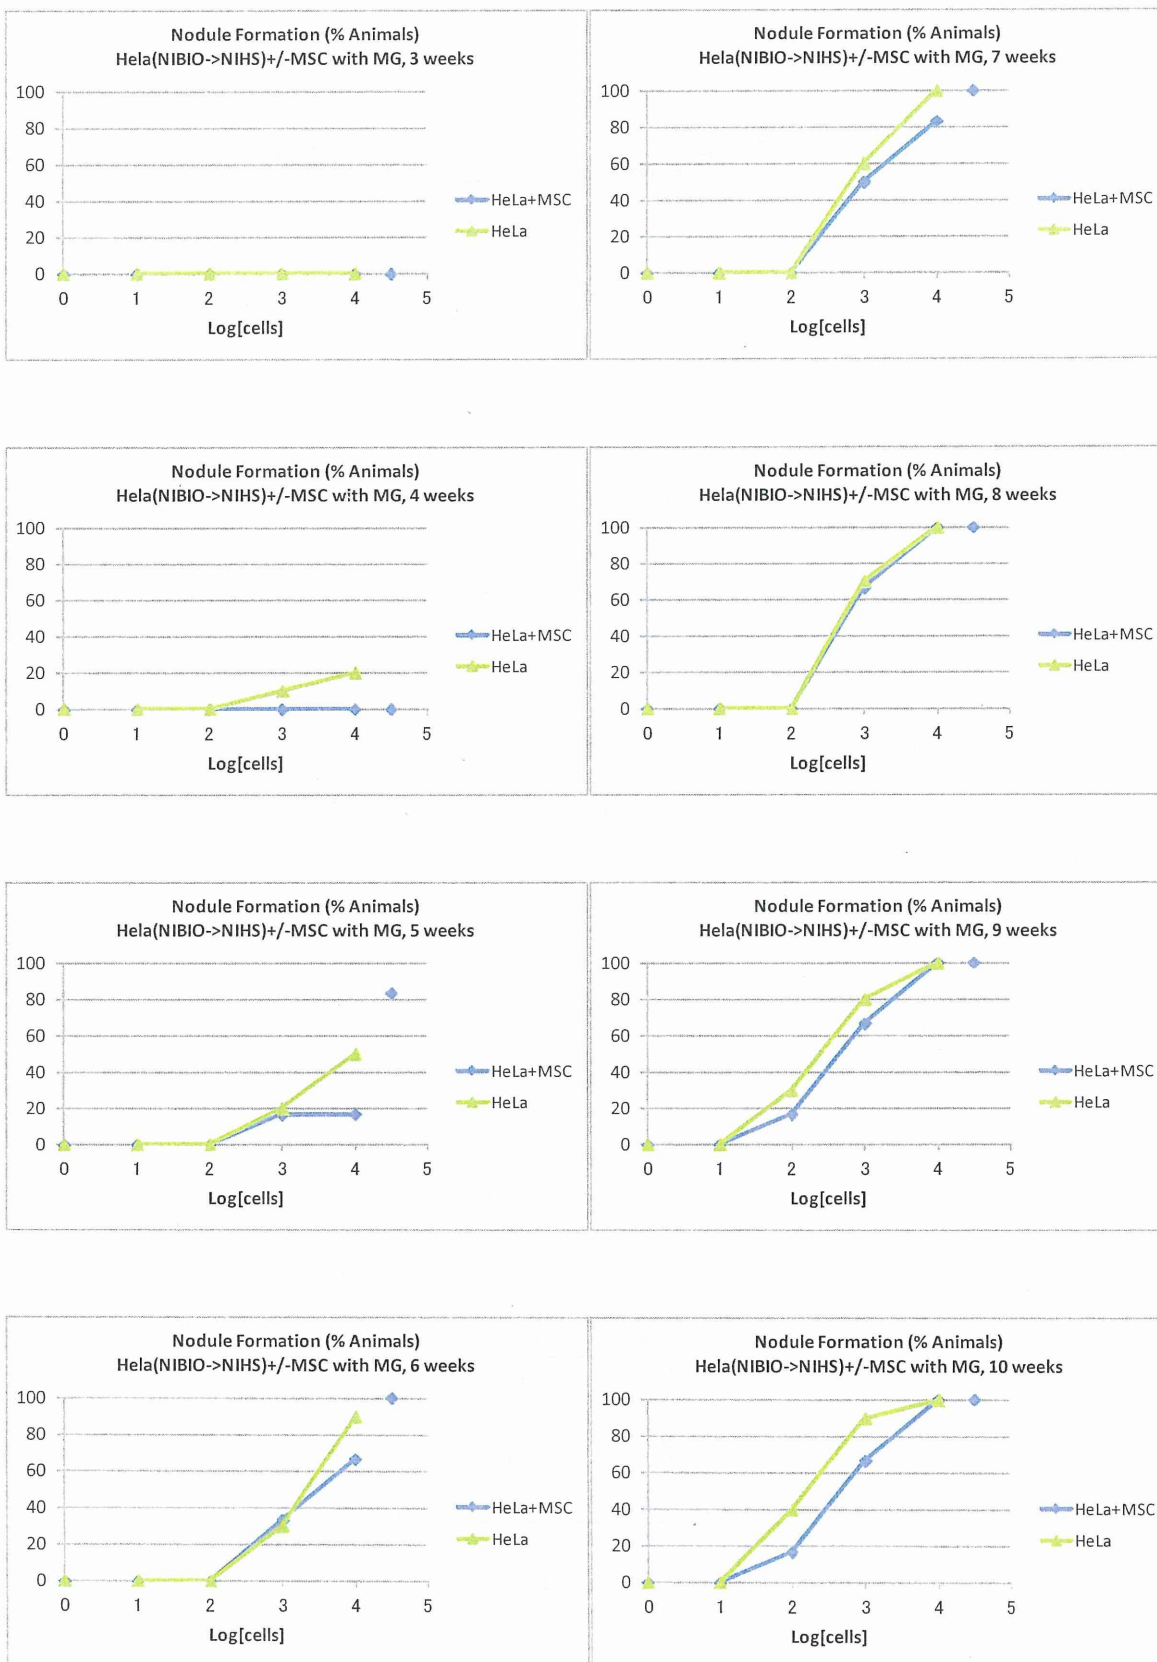 Nodule Formation (% Animals)
Hela(NIBIO->NIHS)+/-MSC with MG, 3 weeks
100
80
60
40
20
0
0 1 2 3 4 5
Log[cells]
HeLa+MSC
HeLa
Nodule Formation (% Animals)
Hela(NIBIO->NIHS)+/-MSC with MG, 7 weeks
100
80
60
40
20
0
0 1 2 3 4 5
Log[cells]
HeLa+MSC
HeLa
Nodule Formation (% Animals)
Hela(NIBIO->NIHS)+/-MSC with MG, 4 weeks
100
80
60
40
20
0
0 1 2 3 4 5
Log[cells]
HeLa+MSC
HeLa
Nodule Formation (% Animals)
Hela(NIBIO->NIHS)+/-MSC with MG, 8 weeks
100
80
60
40
20
0
0 1 2 3 4 5
Log[cells]
HeLa+MSC
HeLa
Nodule Formation (% Animals)
Hela(NIBIO->NIHS)+/-MSC with MG, 5 weeks
100
80
60
40
20
0
0 1 2 3 4 5
Log[cells]
HeLa+MSC
HeLa
Nodule Formation (% Animals)
Hela(NIBIO->NIHS)+/-MSC with MG, 9 weeks
100
80
60
40
20
0
0 1 2 3 4 5
Log[cells]
HeLa+MSC
HeLa
Nodule Formation (% Animals)
Hela(NIBIO->NIHS)+/-MSC with MG, 6 weeks
100
80
60
40
20
0
0 1 2 3 4 5
Log[cells]
HeLa+MSC
HeLa
Nodule Formation (% Animals)
Hela(NIBIO->NIHS)+/-MSC with MG, 10 weeks
100
80
60
40
20
0
0 1 2 3 4 5
Log[cells]
HeLa+MSC
HeLa